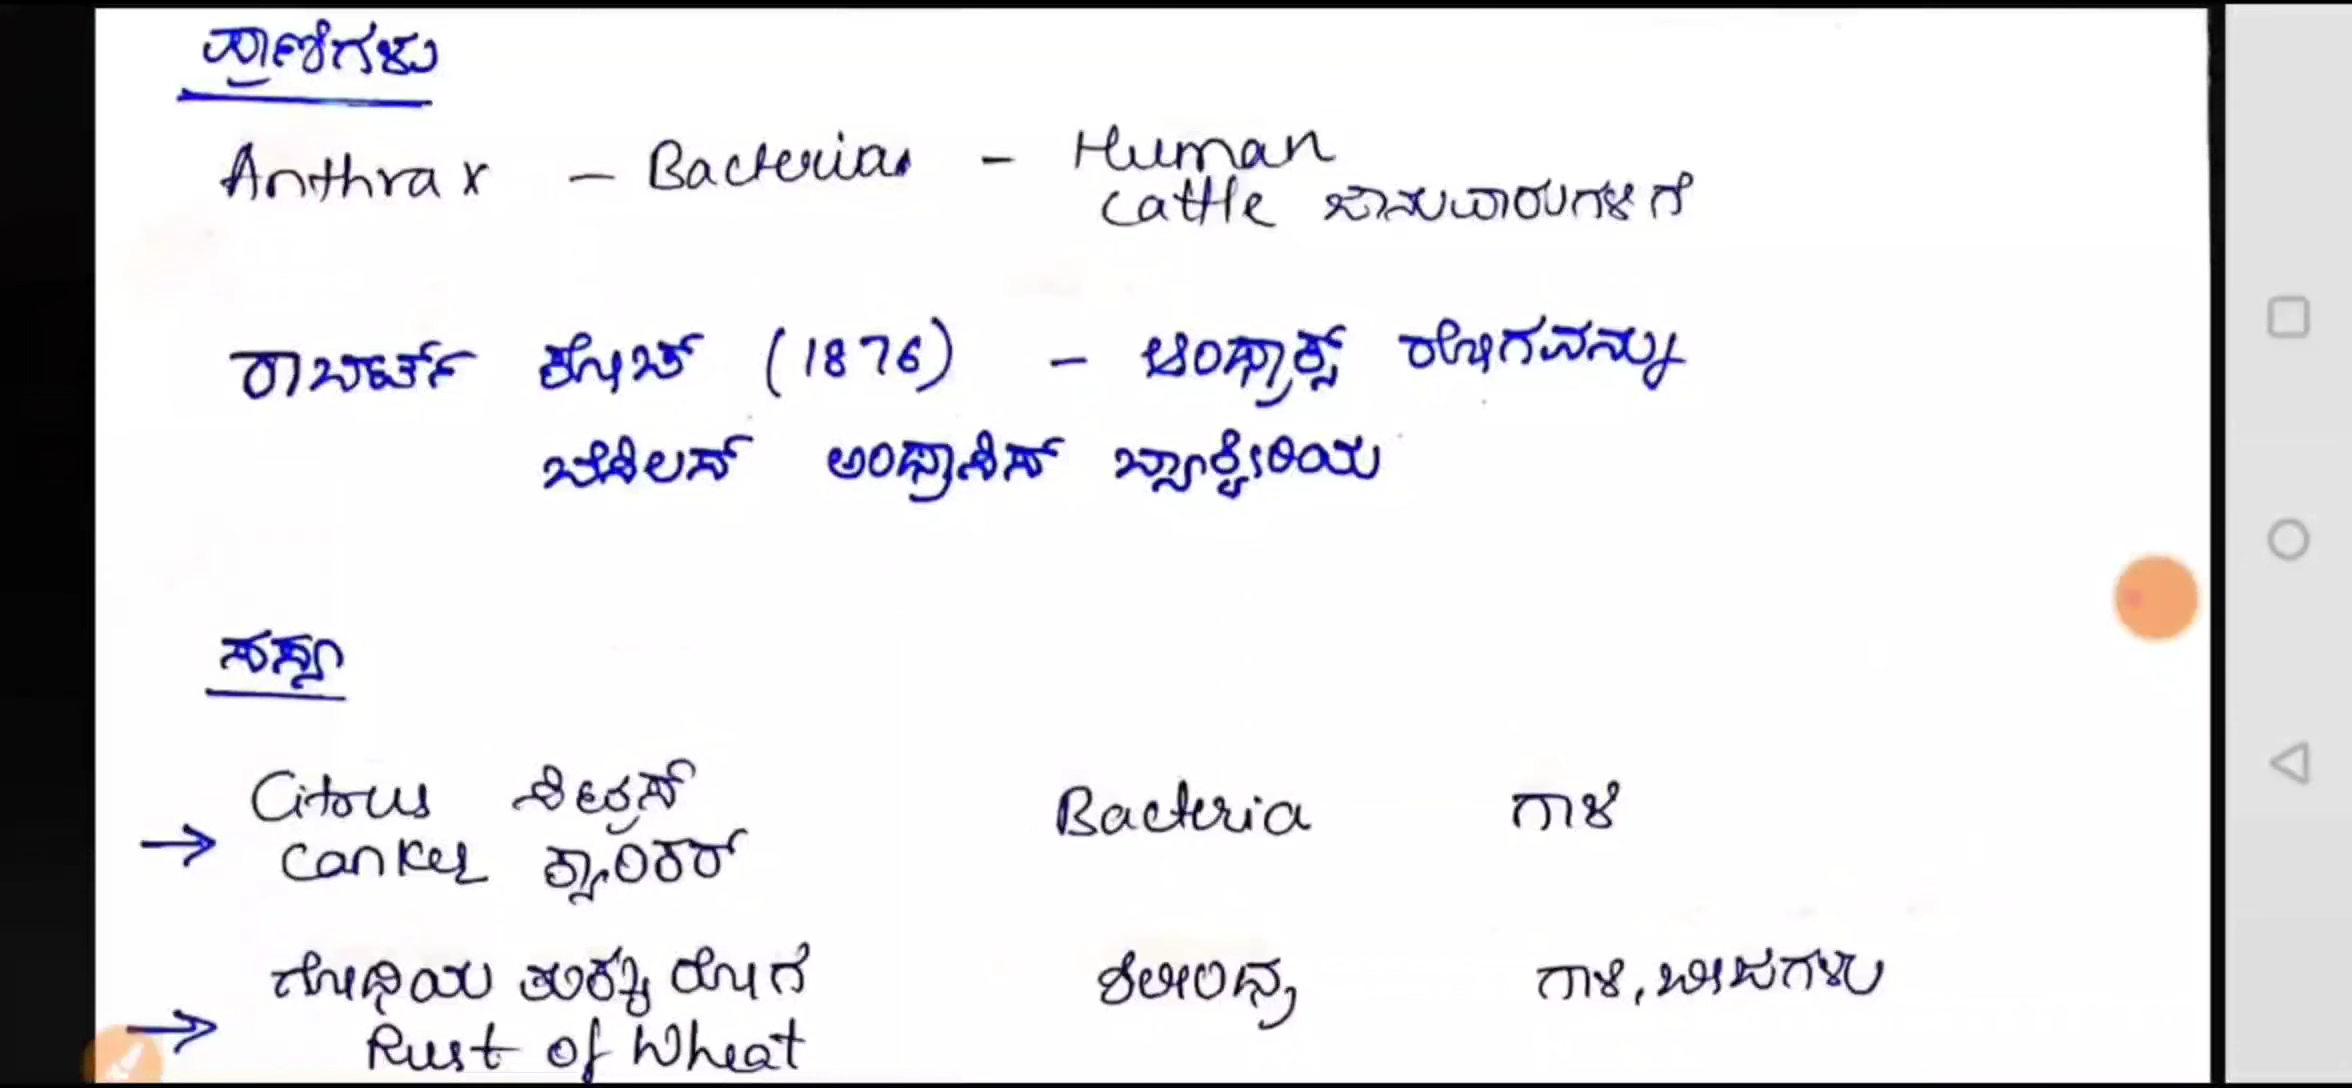 ಪ್ರಾಣಿಗಳು
Anthrax – Bacteria – Human
cattle ಜಾನುವಾರುಗಳಿಗೆ
ರಾಬರ್ಟ್ ಕೋಚ್ (1876) – ಆಂಥ್ರಾಕ್ಸ್ ರೋಗವನ್ನು
ಬೆಸಿಲಸ್ ಅಂಥ್ರಾಸಿಸ್ ಬ್ಯಾಕ್ಟೀರಿಯ
ಸಸ್ಯ
Citrus ಸಿಟ್ರಸ್ Bacteria ಗಾಳಿ
→ canker ಕ್ಯಾಂಕರ್
ಗೋಧಿಯ ತುಕ್ಕು ರೋಗ ಶಿಲೀಂಧ್ರ ಗಾಳಿ, ಬೀಜಗಳು
→ Rust of Wheat